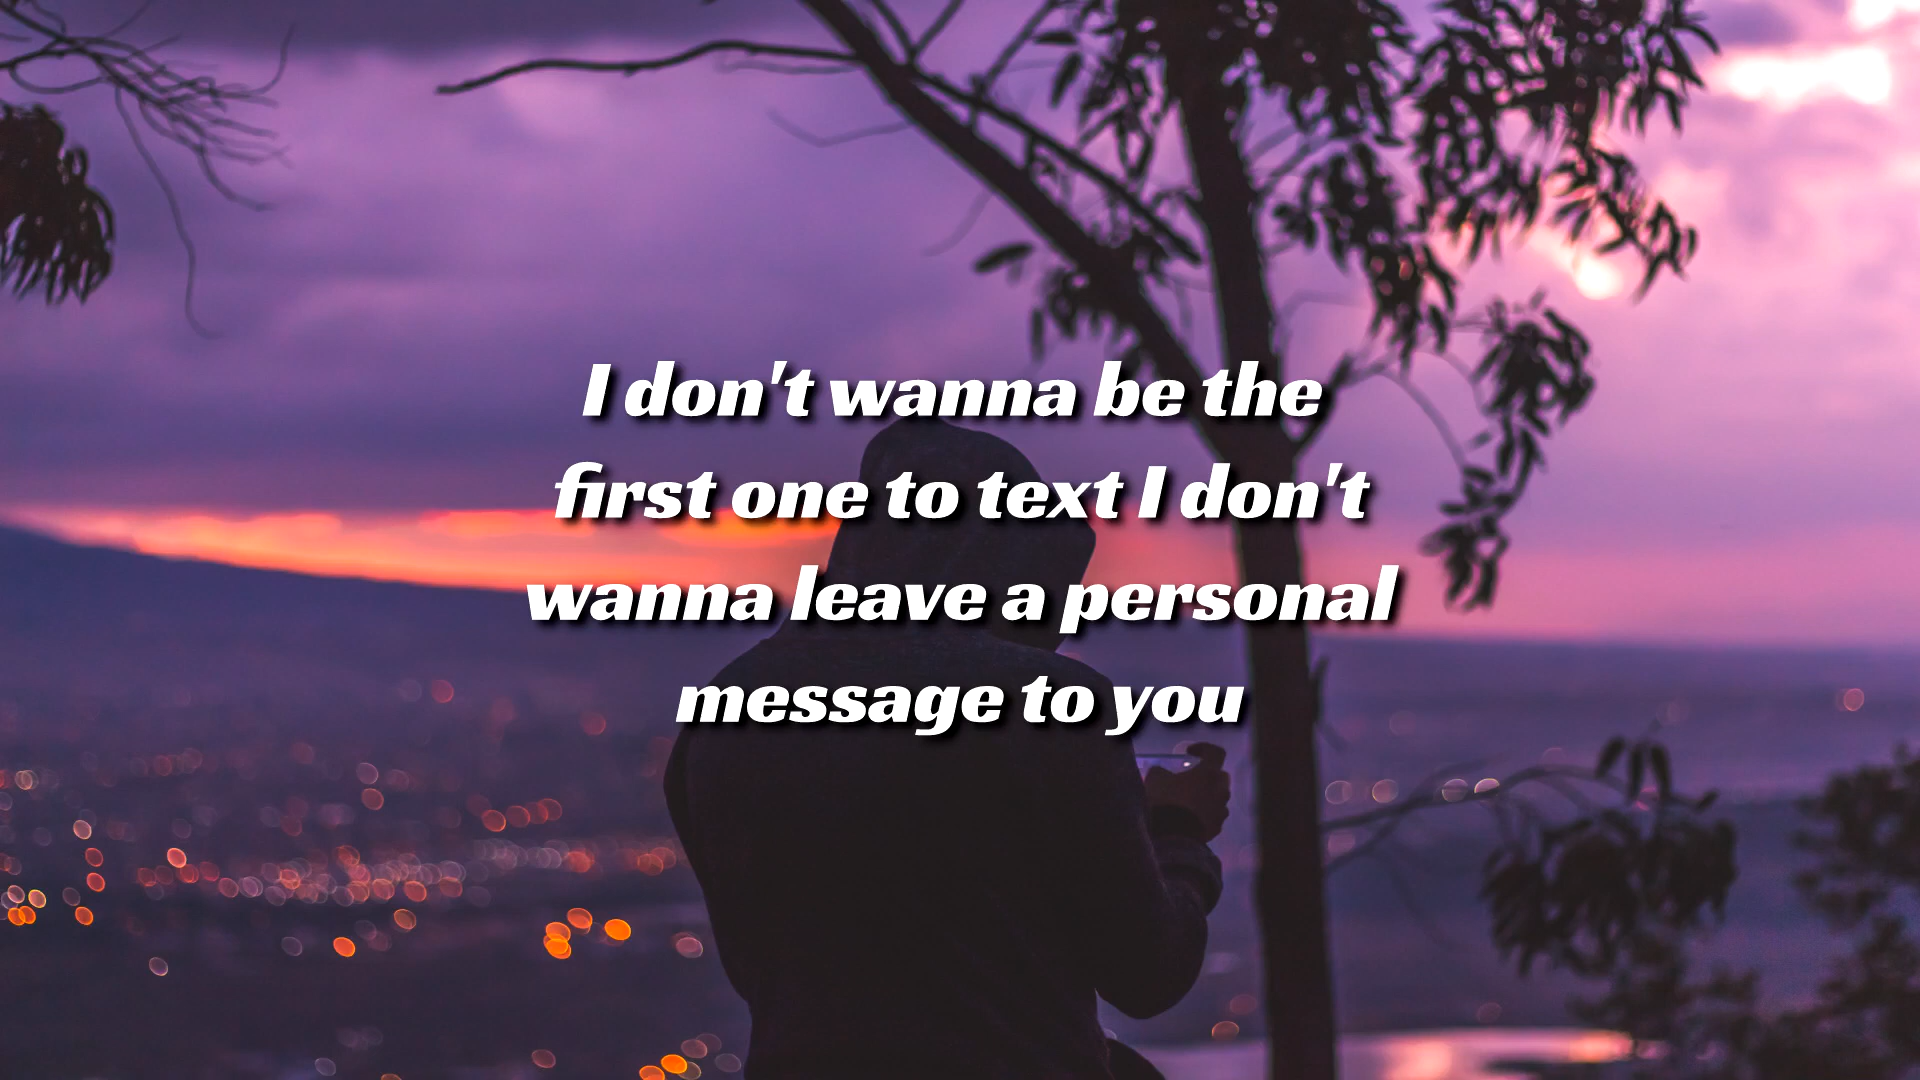 I don't wanna be the
first one to text I don't
wanna leave a personal
message to you